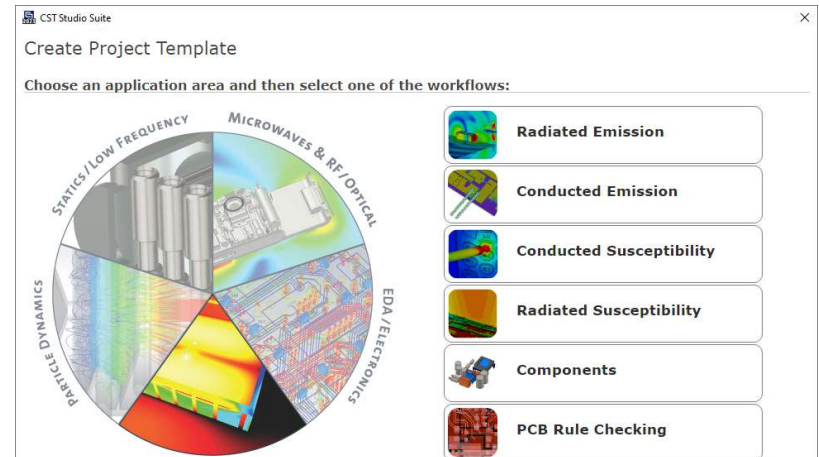 CST Studio Suite
Create Project Template
Choose an application area and then select one of the workflows:
STATICS / LOW FREQUENCY
MICROWAVES & RF / OPTICAL
EDA / ELECTRONICS
PARTICLE DYNAMICS
Radiated Emission
Conducted Emission
Conducted Susceptibility
Radiated Susceptibility
Components
PCB Rule Checking